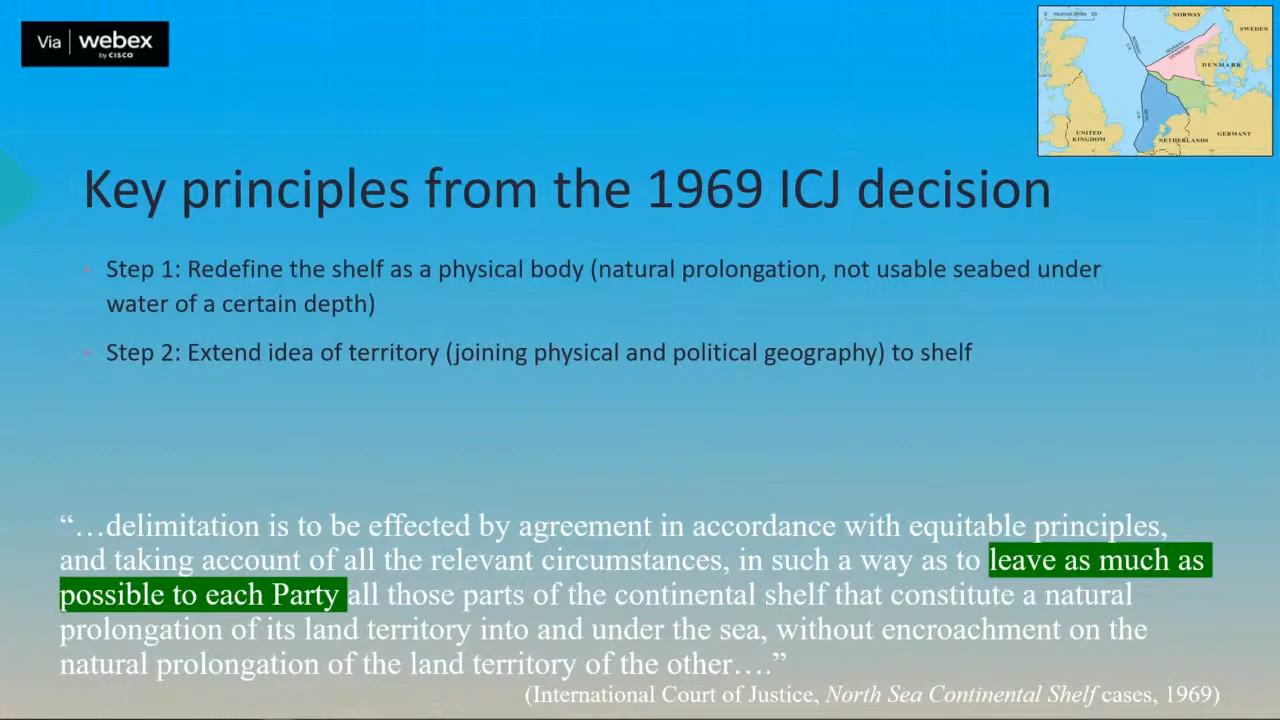 Via webex
by CISCO
0 nautical miles 50
NORWAY
SWEDEN
DENMARK
UNITED
KINGDOM
NETHERLANDS
GERMANY
Key principles from the 1969 ICJ decision
Step 1: Redefine the shelf as a physical body (natural prolongation, not usable seabed under
water of a certain depth)
Step 2: Extend idea of territory (joining physical and political geography) to shelf
“…delimitation is to be effected by agreement in accordance with equitable principles,
and taking account of all the relevant circumstances, in such a way as to leave as much as
possible to each Party all those parts of the continental shelf that constitute a natural
prolongation of its land territory into and under the sea, without encroachment on the
natural prolongation of the land territory of the other….”
(International Court of Justice, North Sea Continental Shelf cases, 1969)